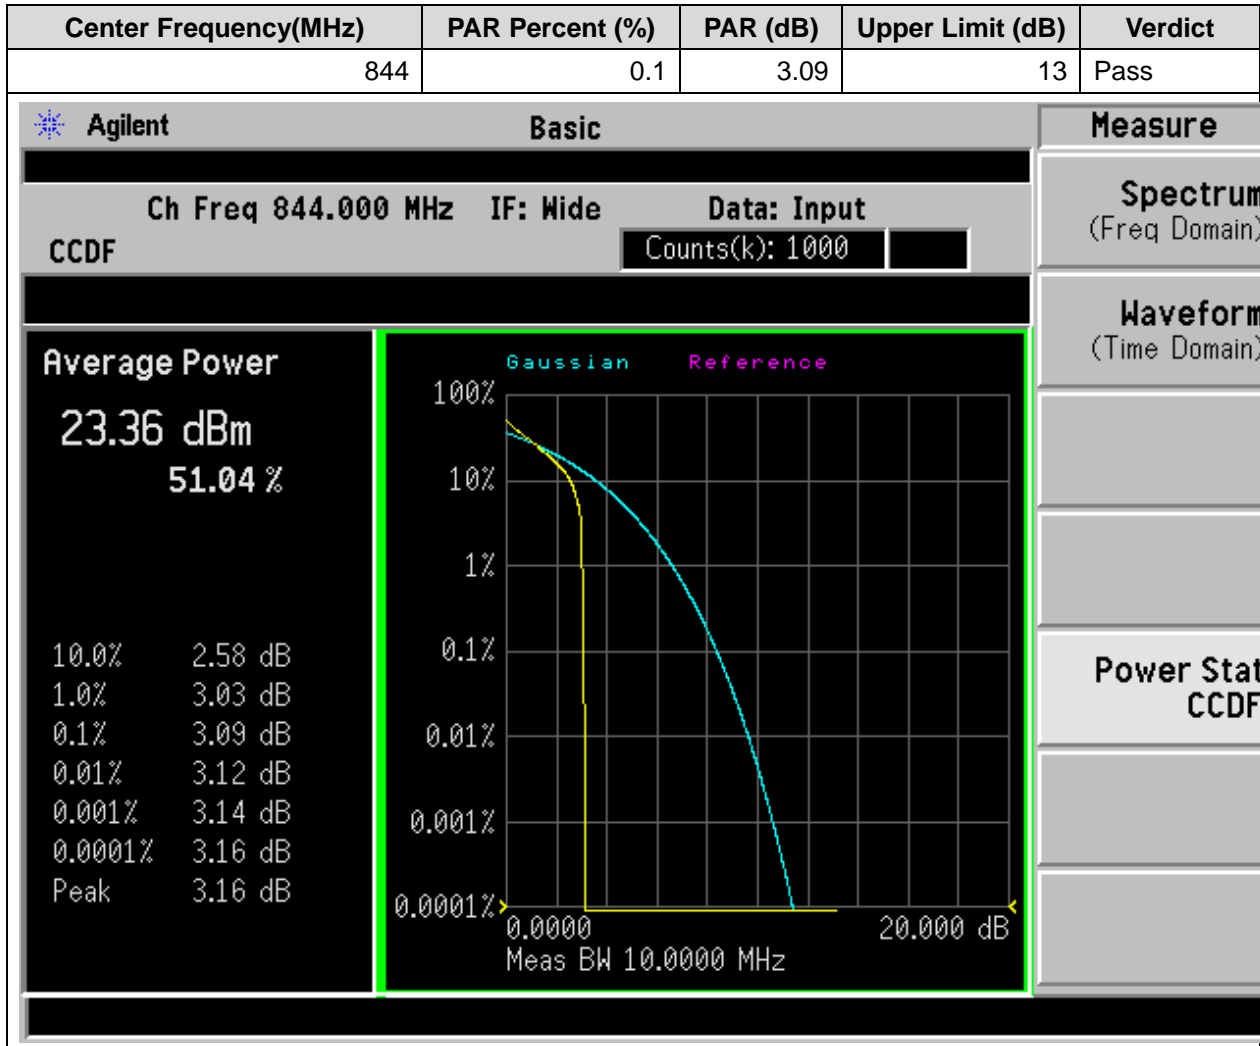 Center Frequency(MHz) PAR Percent (%) PAR (dB) Upper Limit (dB) Verdict
844 0.1 3.09 13 Pass
Agilent Basic Measure
Ch Freq 844.000 MHz IF: Wide Data: Input
CCDF Counts(k): 1000
Spectrum
(Freq Domain)
Waveform
(Time Domain)
Power Stat
CCDF
Average Power
23.36 dBm
51.04 %
10.0% 2.58 dB
1.0% 3.03 dB
0.1% 3.09 dB
0.01% 3.12 dB
0.001% 3.14 dB
0.0001% 3.16 dB
Peak 3.16 dB
Gaussian Reference
100%
10%
1%
0.1%
0.01%
0.001%
0.0001%
0.0000 20.000 dB
Meas BW 10.0000 MHz